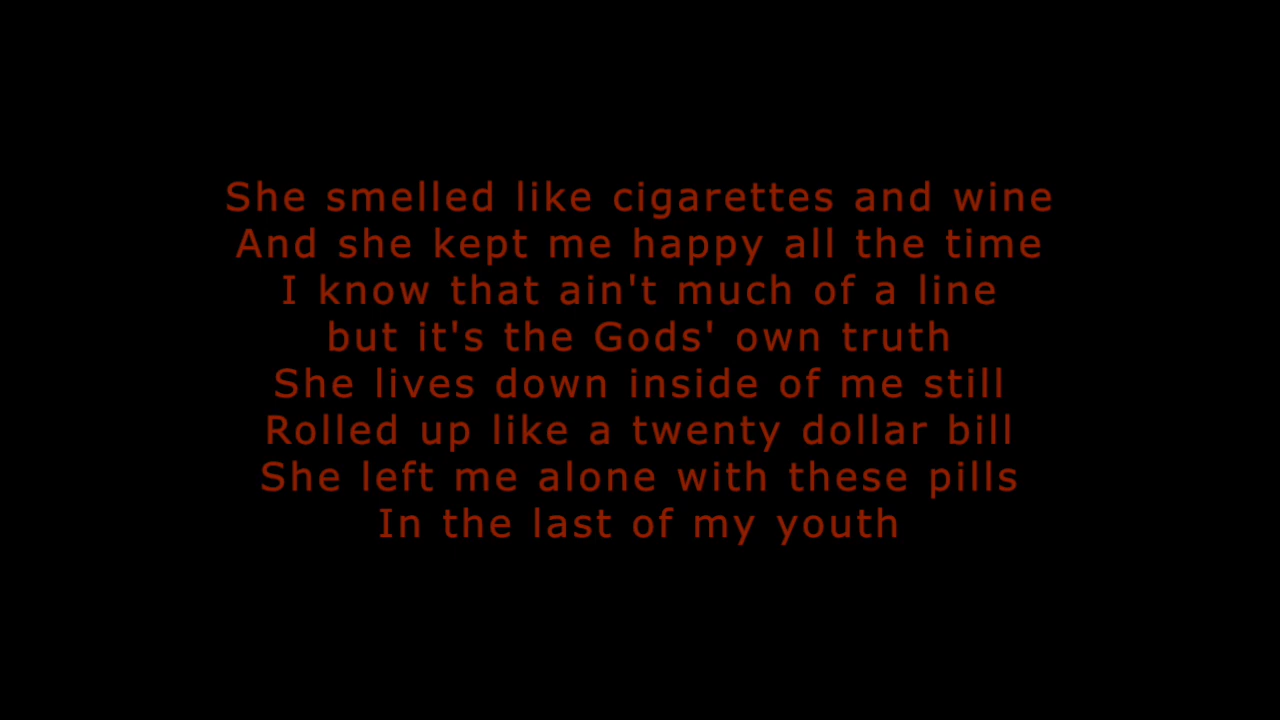 She smelled like cigarettes and wine
And she kept me happy all the time
I know that ain't much of a line
but it's the Gods' own truth
She lives down inside of me still
Rolled up like a twenty dollar bill
She left me alone with these pills
In the last of my youth